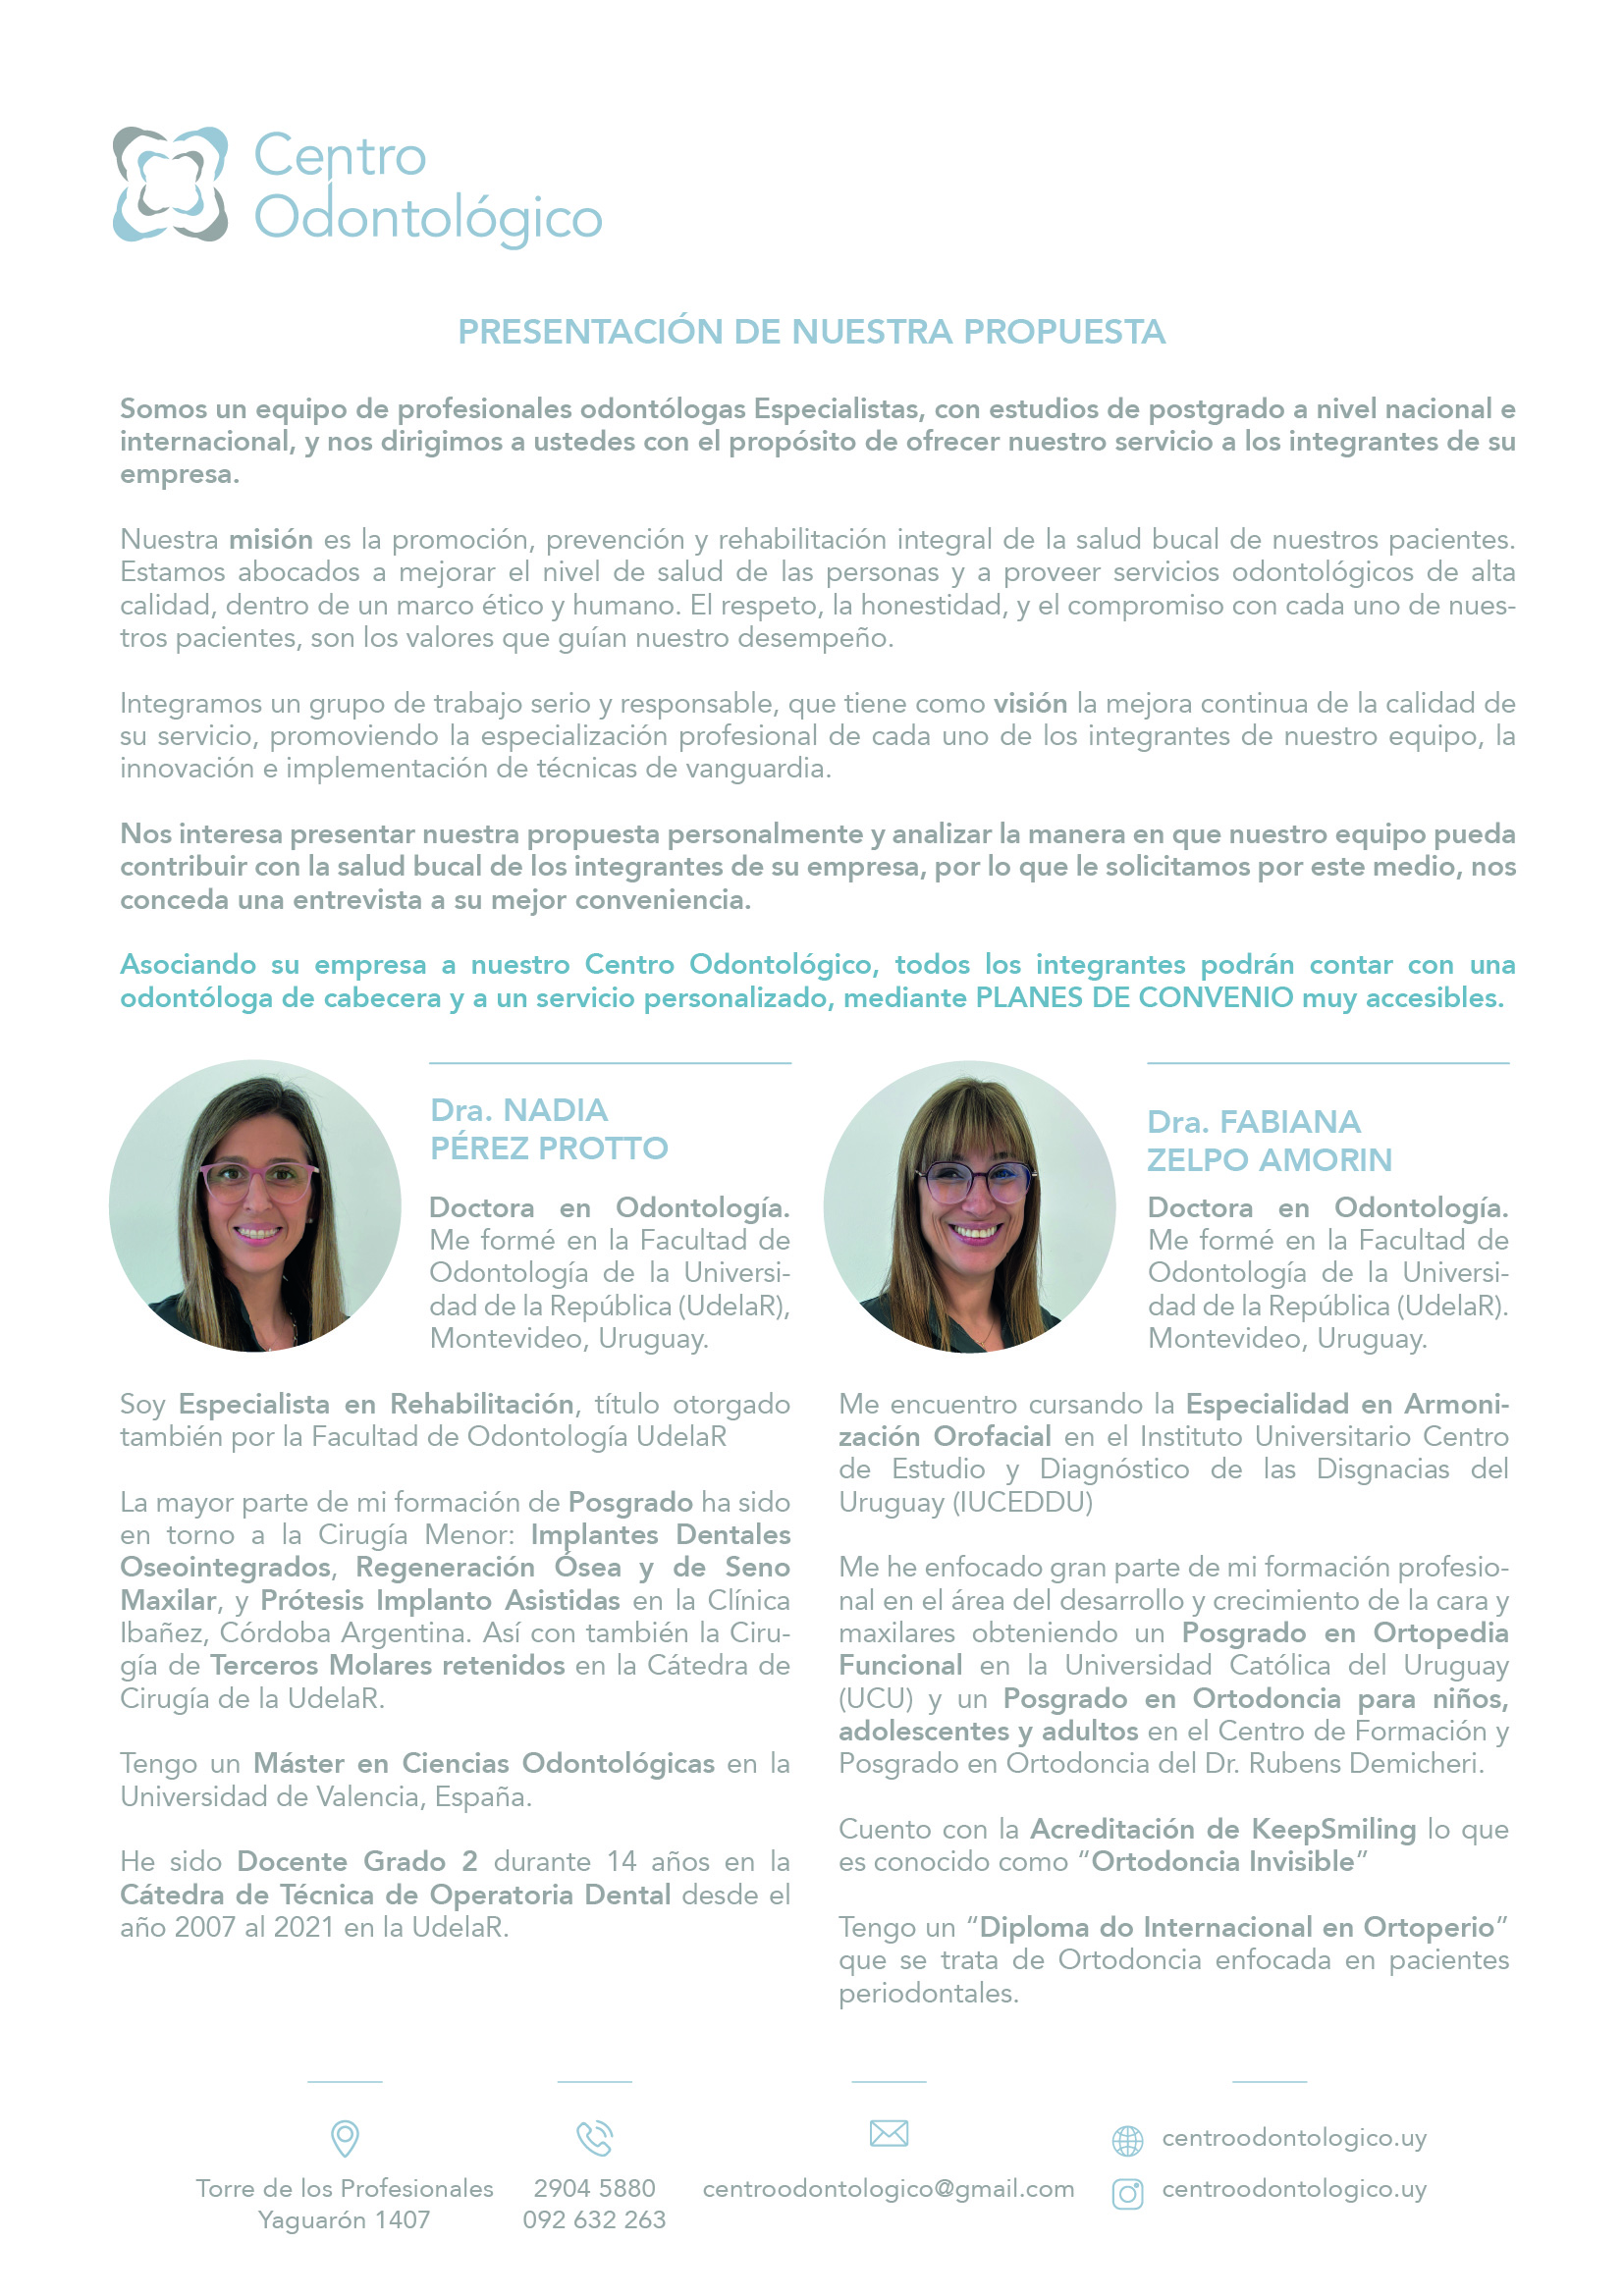 Centro
Odontológico
PRESENTACIÓN DE NUESTRA PROPUESTA
Somos un equipo de profesionales odontólogas Especialistas, con estudios de postgrado a nivel nacional e
internacional, y nos dirigimos a ustedes con el propósito de ofrecer nuestro servicio a los integrantes de su
empresa.
Nuestra misión es la promoción, prevención y rehabilitación integral de la salud bucal de nuestros pacientes.
Estamos abocados a mejorar el nivel de salud de las personas y a proveer servicios odontológicos de alta
calidad, dentro de un marco ético y humano. El respeto, la honestidad, y el compromiso con cada uno de nues-
tros pacientes, son los valores que guían nuestro desempeño.
Integramos un grupo de trabajo serio y responsable, que tiene como visión la mejora continua de la calidad de
su servicio, promoviendo la especialización profesional de cada uno de los integrantes de nuestro equipo, la
innovación e implementación de técnicas de vanguardia.
Nos interesa presentar nuestra propuesta personalmente y analizar la manera en que nuestro equipo pueda
contribuir con la salud bucal de los integrantes de su empresa, por lo que le solicitamos por este medio, nos
conceda una entrevista a su mejor conveniencia.
Asociando su empresa a nuestro Centro Odontológico, todos los integrantes podrán contar con una
odontóloga de cabecera y a un servicio personalizado, mediante PLANES DE CONVENIO muy accesibles.
Dra. NADIA
PÉREZ PROTTO
Doctora en Odontología.
Me formé en la Facultad de
Odontología de la Universi-
dad de la República (UdelaR),
Montevideo, Uruguay.
Soy Especialista en Rehabilitación, título otorgado
también por la Facultad de Odontología UdelaR
La mayor parte de mi formación de Posgrado ha sido
en torno a la Cirugía Menor: Implantes Dentales
Oseointegrados, Regeneración Ósea y de Seno
Maxilar, y Prótesis Implanto Asistidas en la Clínica
Ibañez, Córdoba Argentina. Así con también la Ciru-
gía de Terceros Molares retenidos en la Cátedra de
Cirugía de la UdelaR.
Tengo un Máster en Ciencias Odontológicas en la
Universidad de Valencia, España.
He sido Docente Grado 2 durante 14 años en la
Cátedra de Técnica de Operatoria Dental desde el
año 2007 al 2021 en la UdelaR.
Dra. FABIANA
ZELPO AMORIN
Doctora en Odontología.
Me formé en la Facultad de
Odontología de la Universi-
dad de la República (UdelaR).
Montevideo, Uruguay.
Me encuentro cursando la Especialidad en Armoni-
zación Orofacial en el Instituto Universitario Centro
de Estudio y Diagnóstico de las Disgnacias del
Uruguay (IUCEDDU)
Me he enfocado gran parte de mi formación profesio-
nal en el área del desarrollo y crecimiento de la cara y
maxilares obteniendo un Posgrado en Ortopedia
Funcional en la Universidad Católica del Uruguay
(UCU) y un Posgrado en Ortodoncia para niños,
adolescentes y adultos en el Centro de Formación y
Posgrado en Ortodoncia del Dr. Rubens Demicheri.
Cuento con la Acreditación de KeepSmiling lo que
es conocido como “Ortodoncia Invisible”
Tengo un “Diploma do Internacional en Ortoperio”
que se trata de Ortodoncia enfocada en pacientes
periodontales.
Torre de los Profesionales
Yaguarón 1407
2904 5880
092 632 263
centroodontologico@gmail.com
centroodontologico.uy
centroodontologico.uy